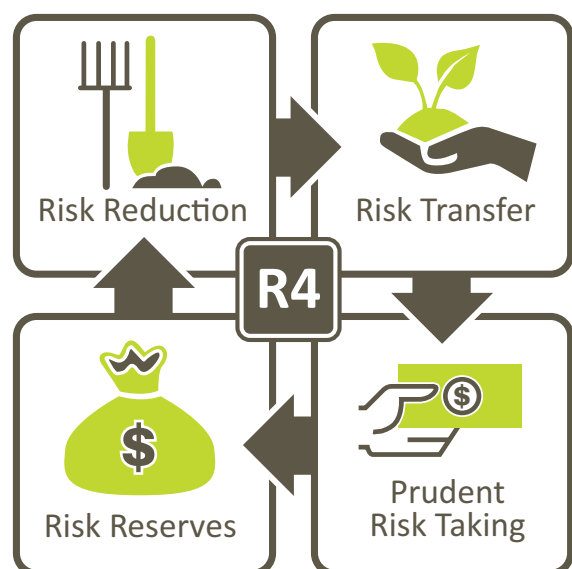 Risk Reduction
Risk Transfer
R4
$
$
Risk Reserves
Prudent
Risk Taking